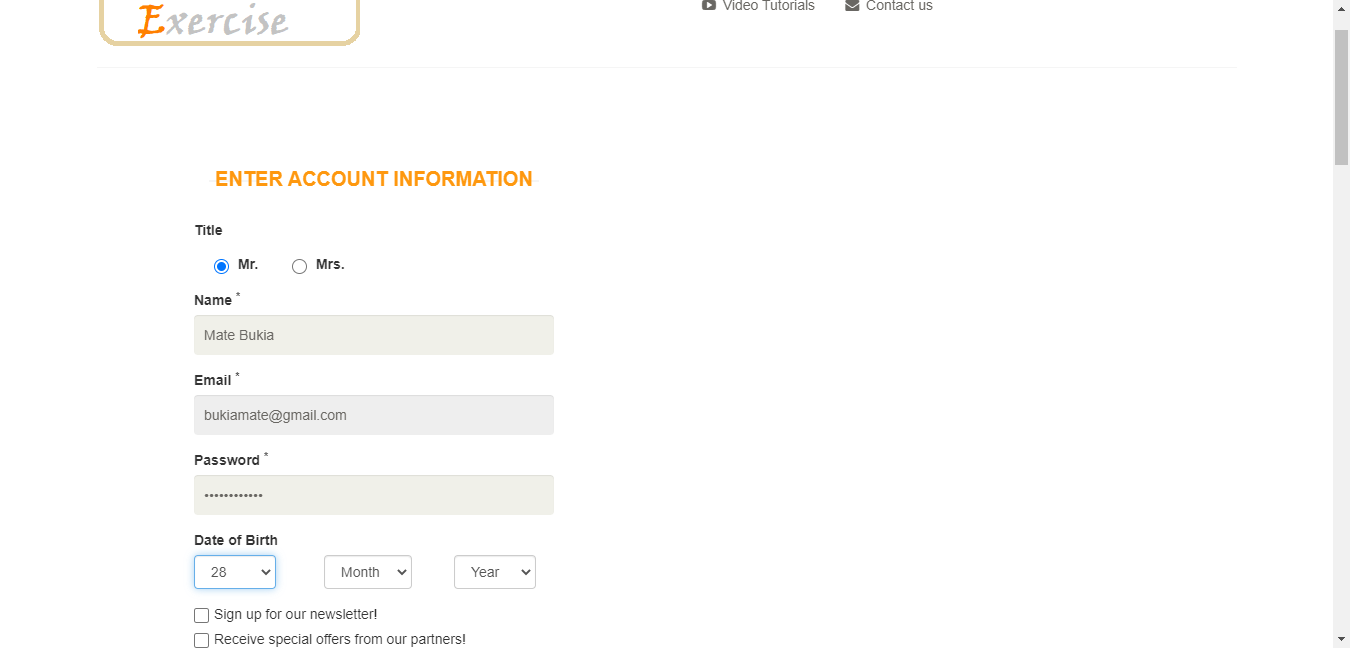 Exercise
Video Tutorials Contact us
ENTER ACCOUNT INFORMATION
Title
Mr. Mrs.
Name *
Mate Bukia
Email *
bukiamate@gmail.com
Password *
••••••••••••
Date of Birth
28 Month Year
Sign up for our newsletter!
Receive special offers from our partners!